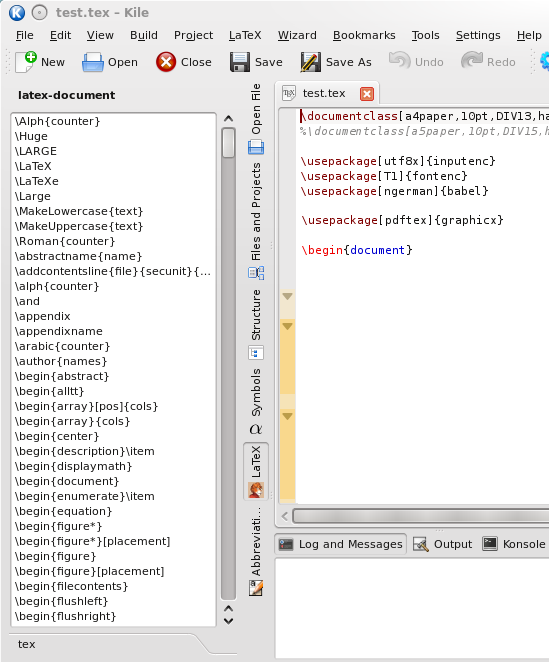 test.tex – Kile
File Edit View Build Project LaTeX Wizard Bookmarks Tools Settings Help
New Open Close Save Save As Undo Redo
latex-document
\Alph{counter}
\Huge
\LARGE
\LaTeX
\LaTeXe
\Large
\MakeLowercase{text}
\MakeUppercase{text}
\Roman{counter}
\abstractname{name}
\addcontentsline{file}{secunit}{...
\alph{counter}
\and
\appendix
\appendixname
\arabic{counter}
\author{names}
\begin{abstract}
\begin{alltt}
\begin{array}[pos]{cols}
\begin{array}{cols}
\begin{center}
\begin{description}\item
\begin{displaymath}
\begin{document}
\begin{enumerate}\item
\begin{equation}
\begin{figure*}
\begin{figure*}[placement]
\begin{figure}
\begin{figure}[placement]
\begin{filecontents}
\begin{flushleft}
\begin{flushright}
tex
Open File
Files and Projects
Structure
Symbols
α
LaTeX
Abbreviati...
test.tex
\documentclass[a4paper,10pt,DIV13,ha
%\documentclass[a5paper,10pt,DIV15,h
\usepackage[utf8x]{inputenc}
\usepackage[T1]{fontenc}
\usepackage[ngerman]{babel}
\usepackage[pdftex]{graphicx}
\begin{document}
Log and Messages Output Konsole